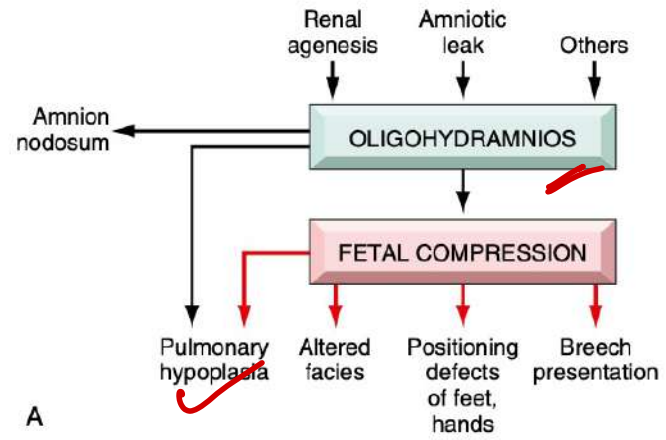 Renal
agenesis
Amniotic
leak
Others
Amnion
nodosum
OLIGOHYDRAMNIOS
FETAL COMPRESSION
Pulmonary
hypoplasia
Altered
facies
Positioning
defects
of feet,
hands
Breech
presentation
A